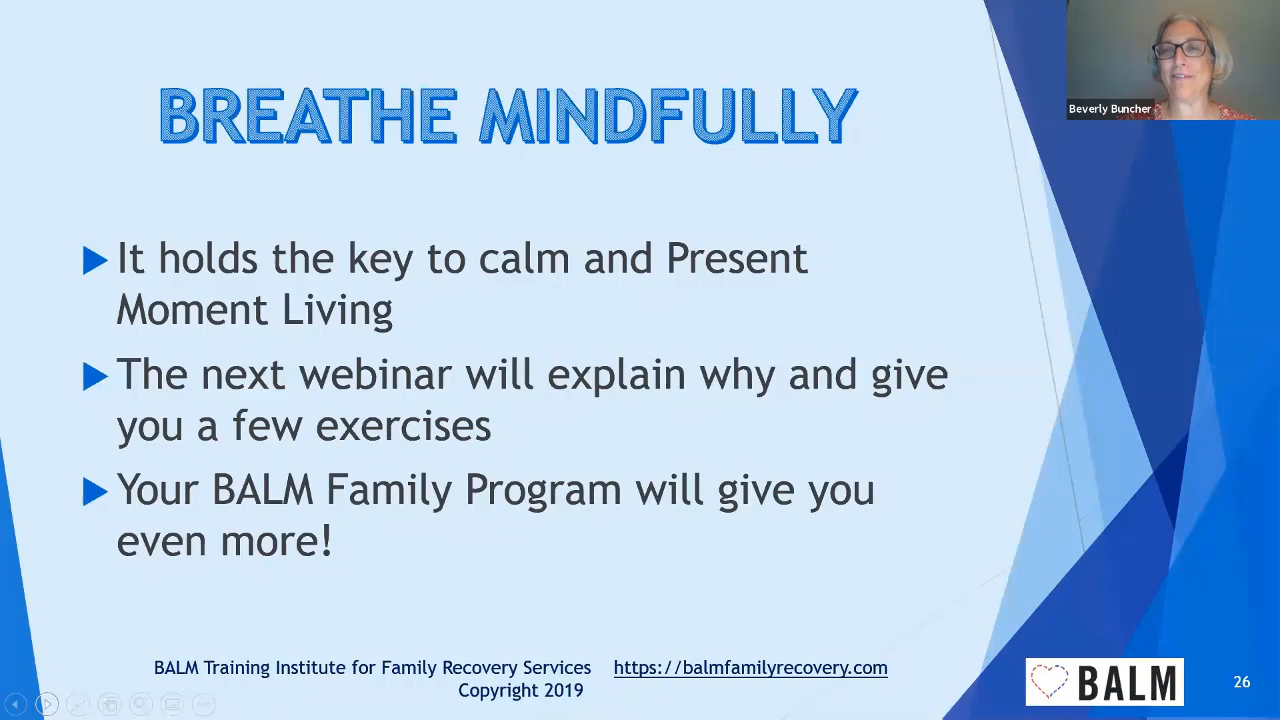 BREATHE MINDFULLY
Beverly Buncher
It holds the key to calm and Present
Moment Living
The next webinar will explain why and give
you a few exercises
Your BALM Family Program will give you
even more!
BALM Training Institute for Family Recovery Services https://balmfamilyrecovery.com
Copyright 2019
BALM
26